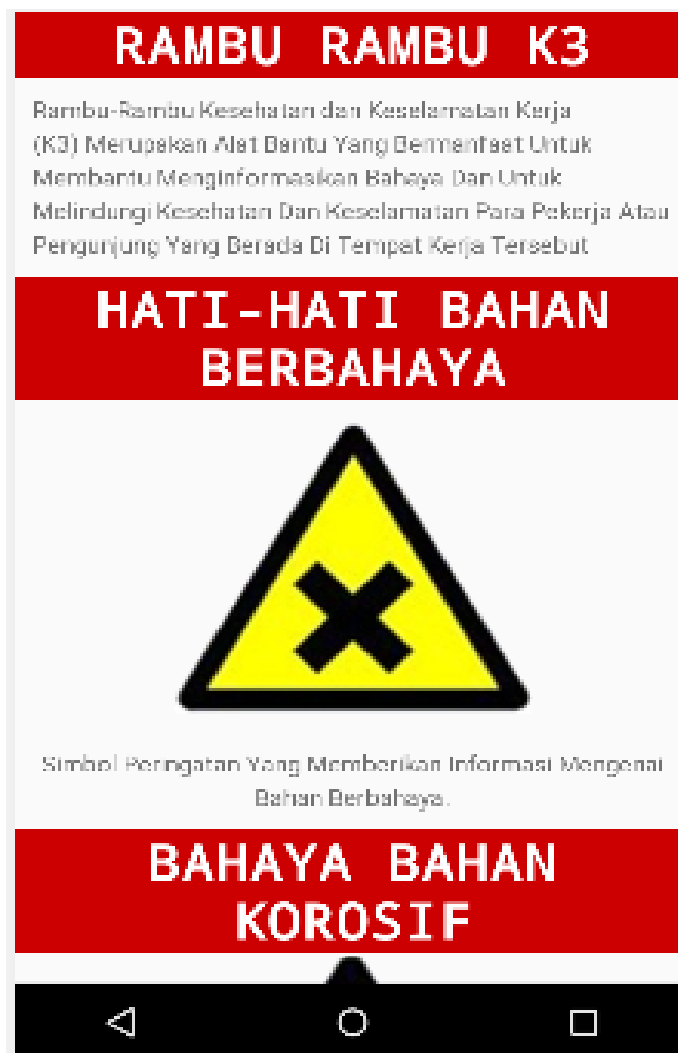 RAMBU RAMBU K3
Rambu-Rambu Kesehatan dan Keselamatan Kerja
(K3) Merupakan Alat Bantu Yang Bermanfaat Untuk
Membantu Menginformasikan Bahaya Dan Untuk
Melindungi Kesehatan Dan Keselamatan Para Pekerja Atau
Pengunjung Yang Berada Di Tempat Kerja Tersebut
HATI-HATI BAHAN
BERBAHAYA
Simbol Peringatan Yang Memberikan Informasi Mengenai
Bahan Berbahaya.
BAHAYA BAHAN
KOROSIF